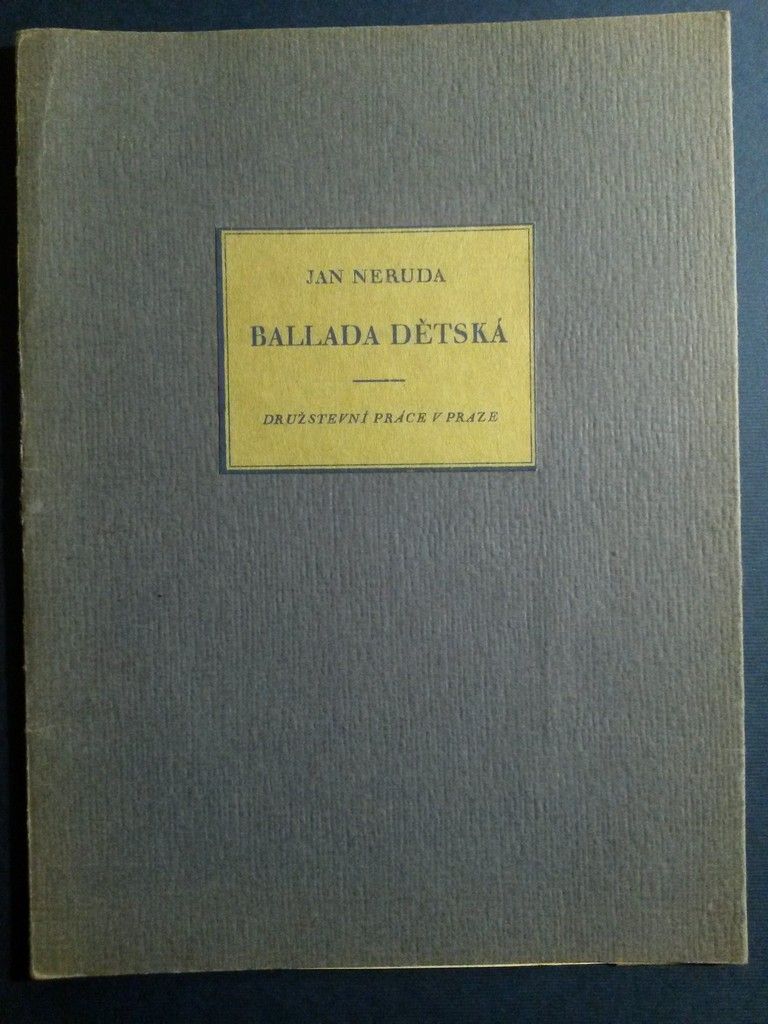 JAN NERUDA
BALLADA DĚTSKÁ
DRUŽSTEVNÍ PRÁCE V PRAZE